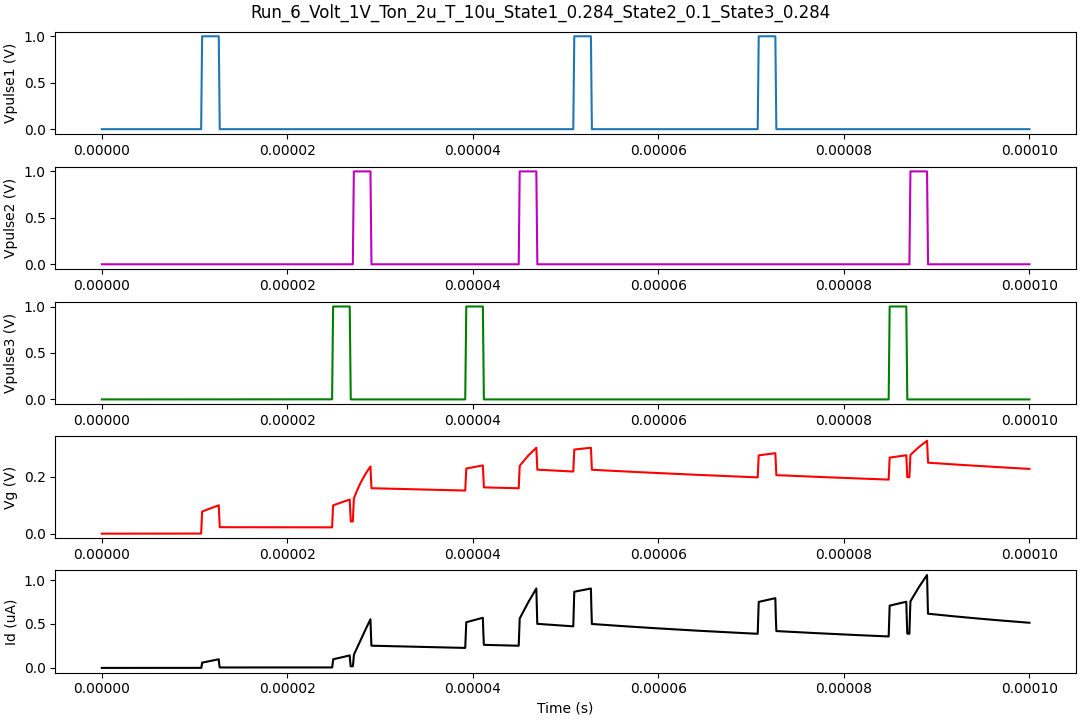 Run_6_Volt_1V_Ton_2u_T_10u_State1_0.284_State2_0.1_State3_0.284
Vpulse1 (V)
1.0
0.5
0.0
0.00000 0.00002 0.00004 0.00006 0.00008 0.00010
Vpulse2 (V)
1.0
0.5
0.0
0.00000 0.00002 0.00004 0.00006 0.00008 0.00010
Vpulse3 (V)
1.0
0.5
0.0
0.00000 0.00002 0.00004 0.00006 0.00008 0.00010
Vg (V)
0.2
0.0
0.00000 0.00002 0.00004 0.00006 0.00008 0.00010
Id (uA)
1.0
0.5
0.0
0.00000 0.00002 0.00004 0.00006 0.00008 0.00010
Time (s)